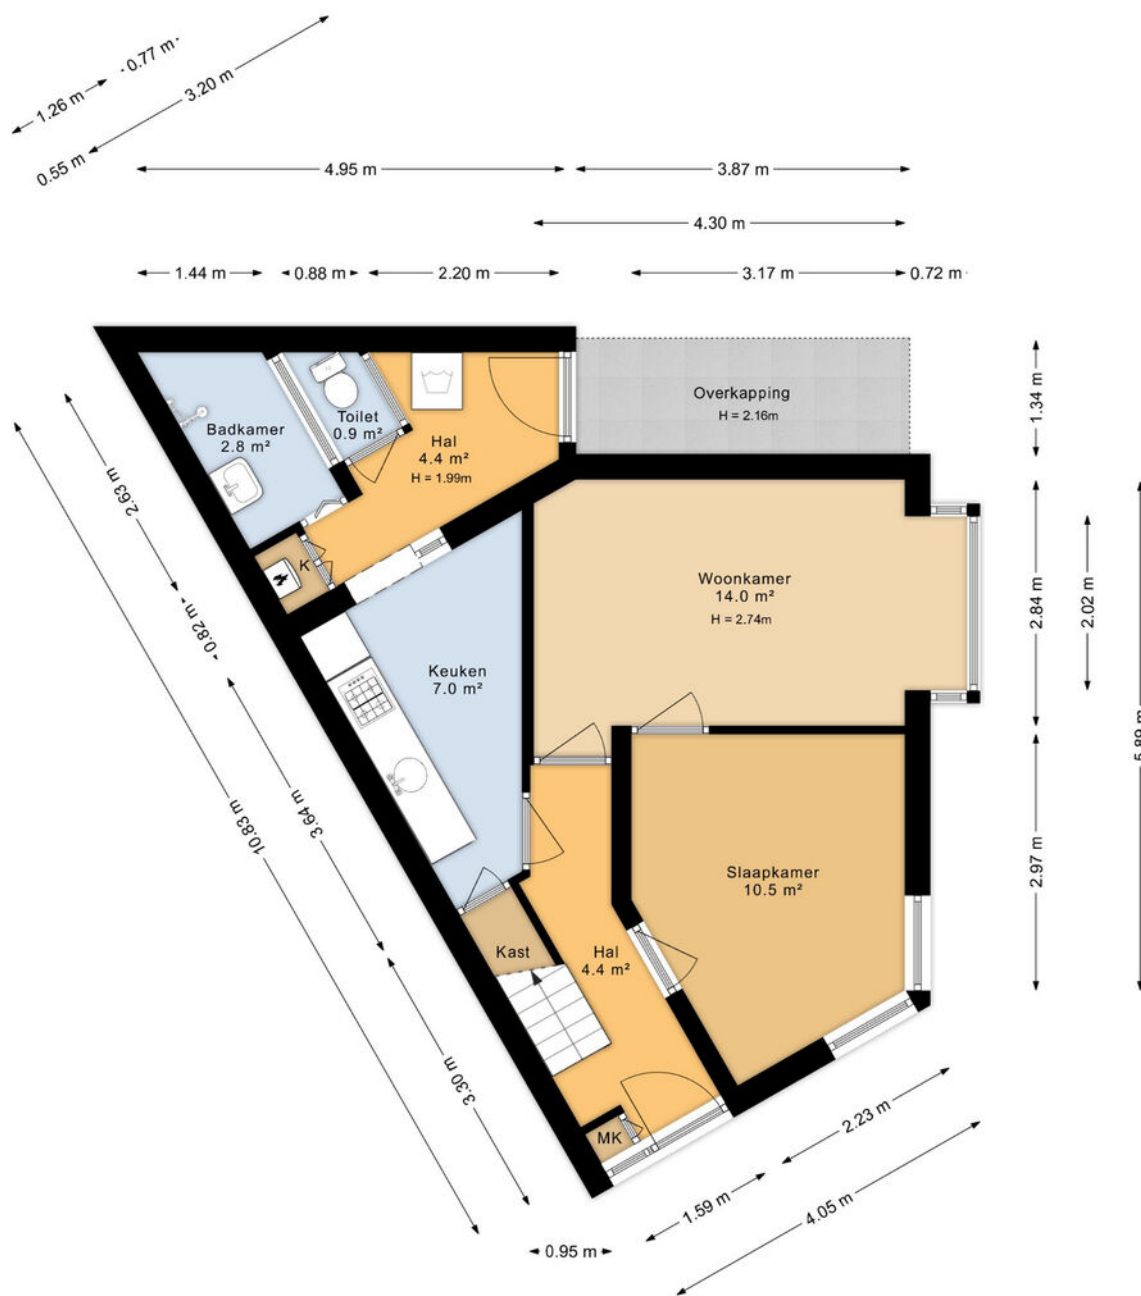 0.77 m
1.26 m
3.20 m
0.55 m
4.95 m
3.87 m
4.30 m
1.44 m
0.88 m
2.20 m
3.17 m
0.72 m
Overkapping
H = 2.16m
1.34 m
Toilet
0.9 m²
Badkamer
2.8 m²
Hal
4.4 m²
H = 1.99m
2.63 m
K
Woonkamer
14.0 m²
H = 2.74m
2.84 m
2.02 m
0.82 m
Keuken
7.0 m²
5.89 m
3.64 m
10.83 m
Slaapkamer
10.5 m²
2.97 m
Kast
Hal
4.4 m²
3.30 m
MK
2.23 m
1.59 m
4.05 m
0.95 m